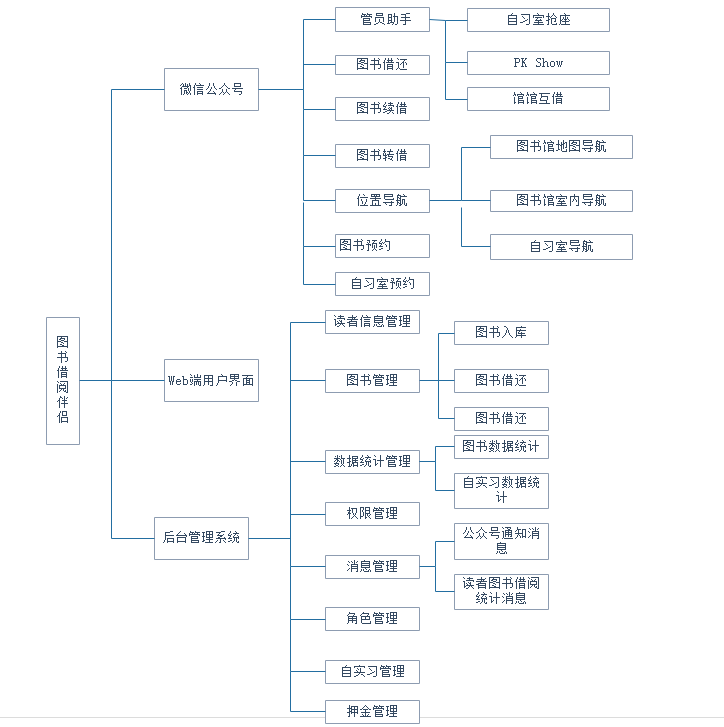 图
书
借
阅
伴
侣
微信公众号
管员助手
自习室抢座
PK Show
馆馆互借
图书借还
图书续借
图书转借
位置导航
图书馆地图导航
图书馆室内导航
自习室导航
图书预约
自习室预约
Web端用户界面
后台管理系统
读者信息管理
图书管理
图书入库
图书借还
图书借还
数据统计管理
图书数据统计
自实习数据统
计
权限管理
消息管理
公众号通知消
息
读者图书借阅
统计消息
角色管理
自实习管理
押金管理